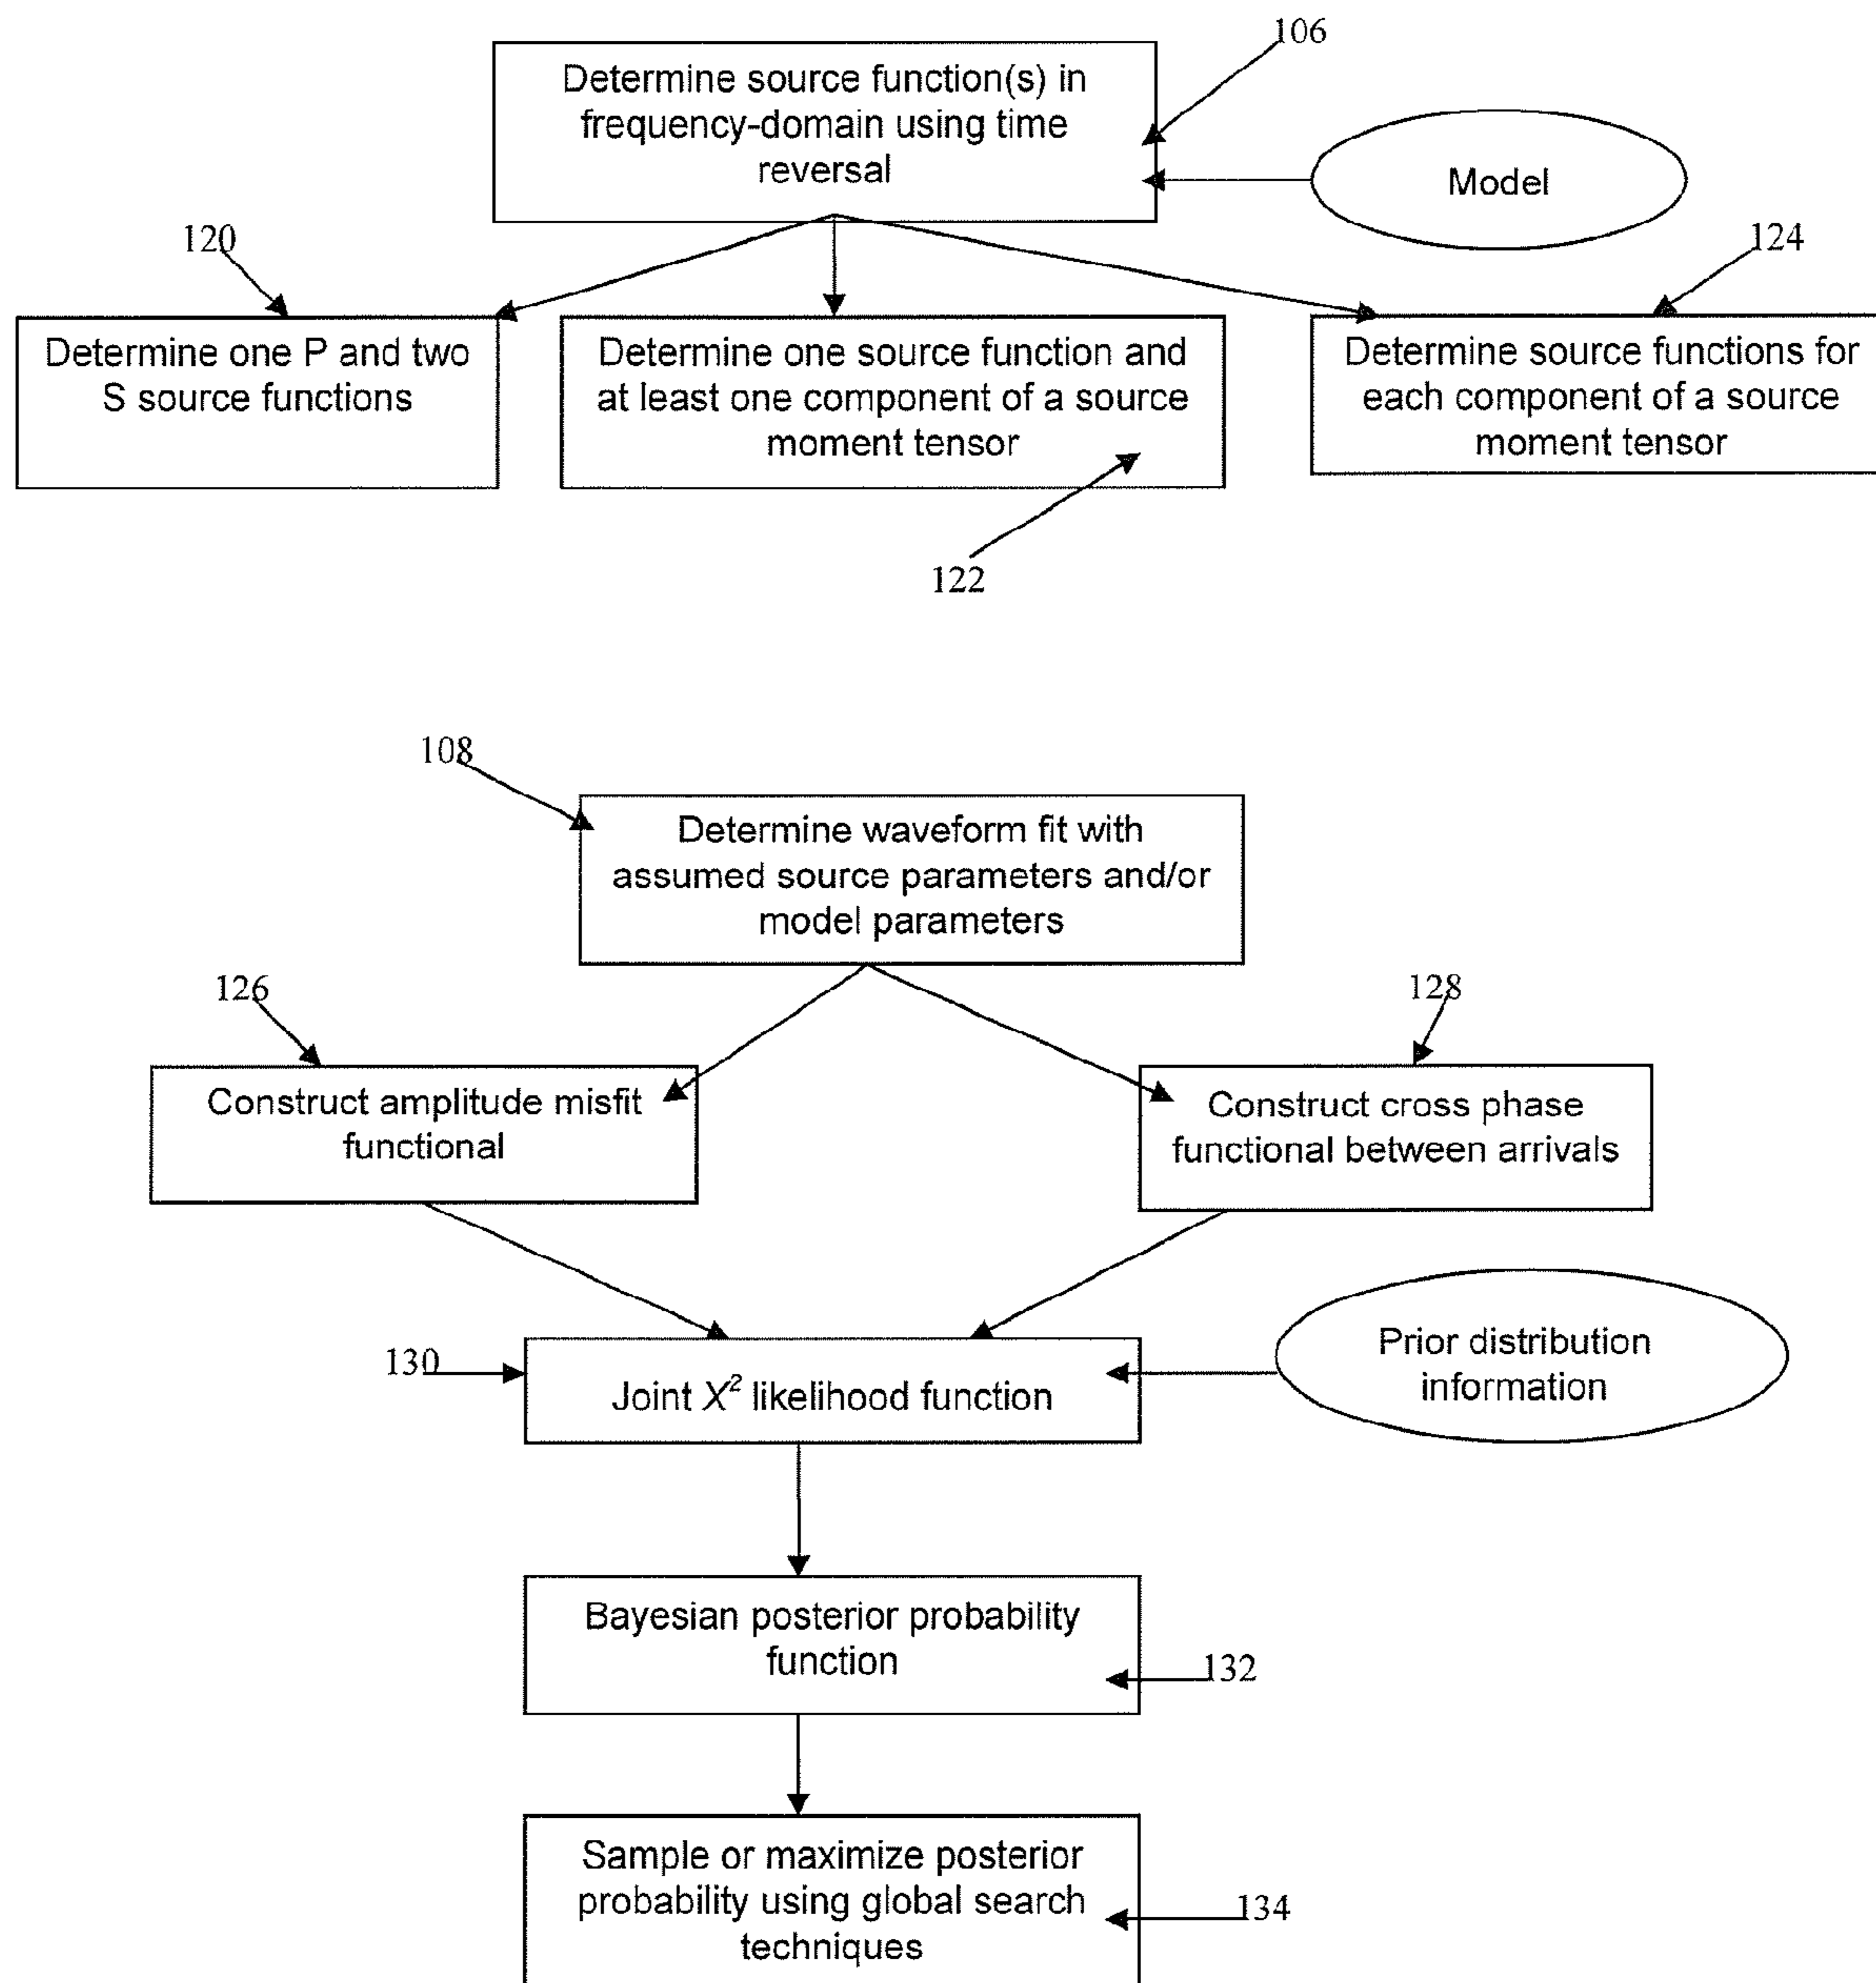 106
Determine source function(s) in
frequency-domain using time
reversal
Model
120
124
Determine one P and two
S source functions
Determine one source function and
at least one component of a source
moment tensor
Determine source functions for
each component of a source
moment tensor
122
108
Determine waveform fit with
assumed source parameters and/or
model parameters
126
128
Construct amplitude misfit
functional
Construct cross phase
functional between arrivals
130
Joint X² likelihood function
Prior distribution
information
Bayesian posterior probability
function
132
Sample or maximize posterior
probability using global search
techniques
134